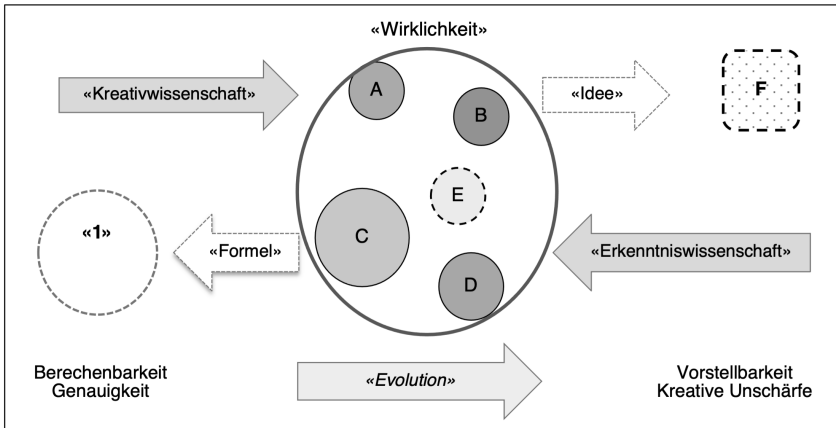 «Wirklichkeit»
«Kreativwissenschaft»
A
B
«Idee»
F
E
«1»
«Formel»
C
«Erkenntniswissenschaft»
D
Berechenbarkeit
Genauigkeit
«Evolution»
Vorstellbarkeit
Kreative Unschärfe